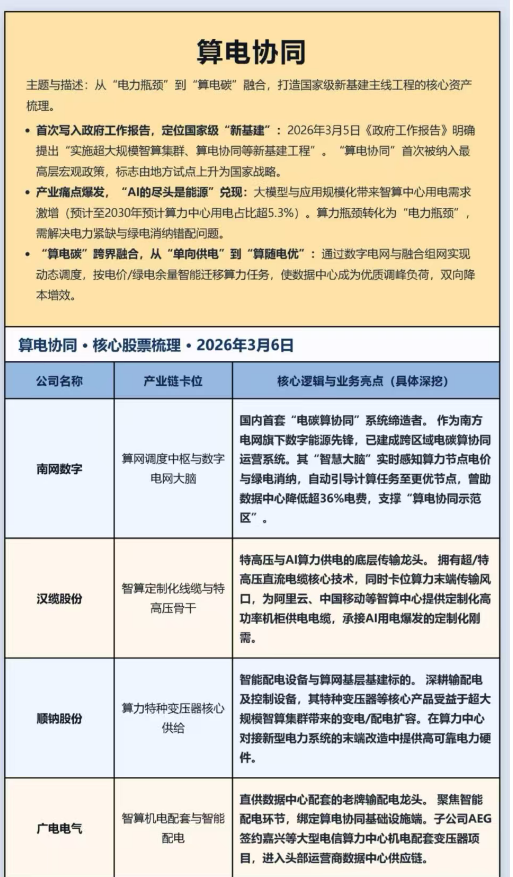 算电协同
主题与描述：从“电力瓶颈”到“算电碳”融合，打造国家级新基建主线工程的核心资产
梳理。
• 首次写入政府工作报告，定位国家级“新基建”：2026年3月5日《政府工作报告》明确
提出“实施超大规模智算集群、算电协同等新基建工程”。“算电协同”首次被纳入最
高层宏观政策，标志由地方试点上升为国家战略。
• 产业痛点爆发，“AI的尽头是能源”兑现：大模型与应用规模化带来智算中心用电需求
激增（预计至2030年预计算力中心用电占比超5.3%）。算力瓶颈转化为“电力瓶颈”，
需解决电力紧缺与绿电消纳错配问题。
• “算电碳”跨界融合，从“单向供电”到“算随电优”：通过数字电网与融合组网实现
动态调度，按电价/绿电余量智能迁移算力任务，使数据中心成为优质调峰负荷，双向降
本增效。
算电协同 • 核心股票梳理 • 2026年3月6日
公司名称
产业链卡位
核心逻辑与业务亮点（具体深挖）
南网数字
算网调度中枢与数字
电网大脑
国内首套“电碳算协同”系统缔造者。 作为南方
电网旗下数字能源先锋，已建成跨区域电碳算协同
运营系统。其“智慧大脑”实时感知算力节点电价
与绿电消纳，自动引导计算任务至更优节点，曾助
数据中心降低超36%电费，支撑“算电协同示范
区”。
汉缆股份
智算定制化线缆与特
高压骨干
特高压与AI算力供电的底层传输龙头。 拥有超/特
高压直流电缆核心技术，同时卡位算力末端传输风
口，为阿里云、中国移动等智算中心提供定制化高
功率机柜供电电缆，承接AI用电爆发的定制化刚
需。
顺钠股份
算力特种变压器核心
供给
智能配电设备与算网基层基建标的。 深耕输配电
及控制设备，其特种变压器等核心产品受益于超大
规模智算集群带来的变电/配电扩容。在算力中心
对接新型电力系统的末端改造中提供高可靠电力硬
件。
广电电气
智算机电配套与智能
配电
直供数据中心配套的老牌输配电龙头。 聚焦智能
配电环节，绑定算电协同基础设施端。子公司AEG
签约嘉兴等大型电信算力中心机电配套变压器项
目，进入头部运营商数据中心供应链。